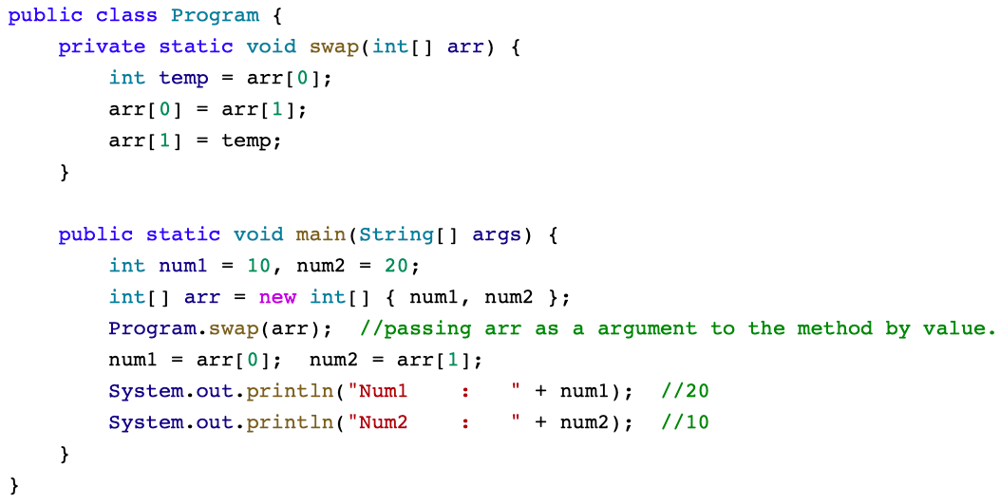 public class Program {
    private static void swap(int[] arr) {
        int temp = arr[0];
        arr[0] = arr[1];
        arr[1] = temp;
    }

    public static void main(String[] args) {
        int num1 = 10, num2 = 20;
        int[] arr = new int[] { num1, num2 };
        Program.swap(arr);  //passing arr as a argument to the method by value.
        num1 = arr[0];  num2 = arr[1];
        System.out.println("Num1    :   " + num1);  //20
        System.out.println("Num2    :   " + num2);  //10
    }
}